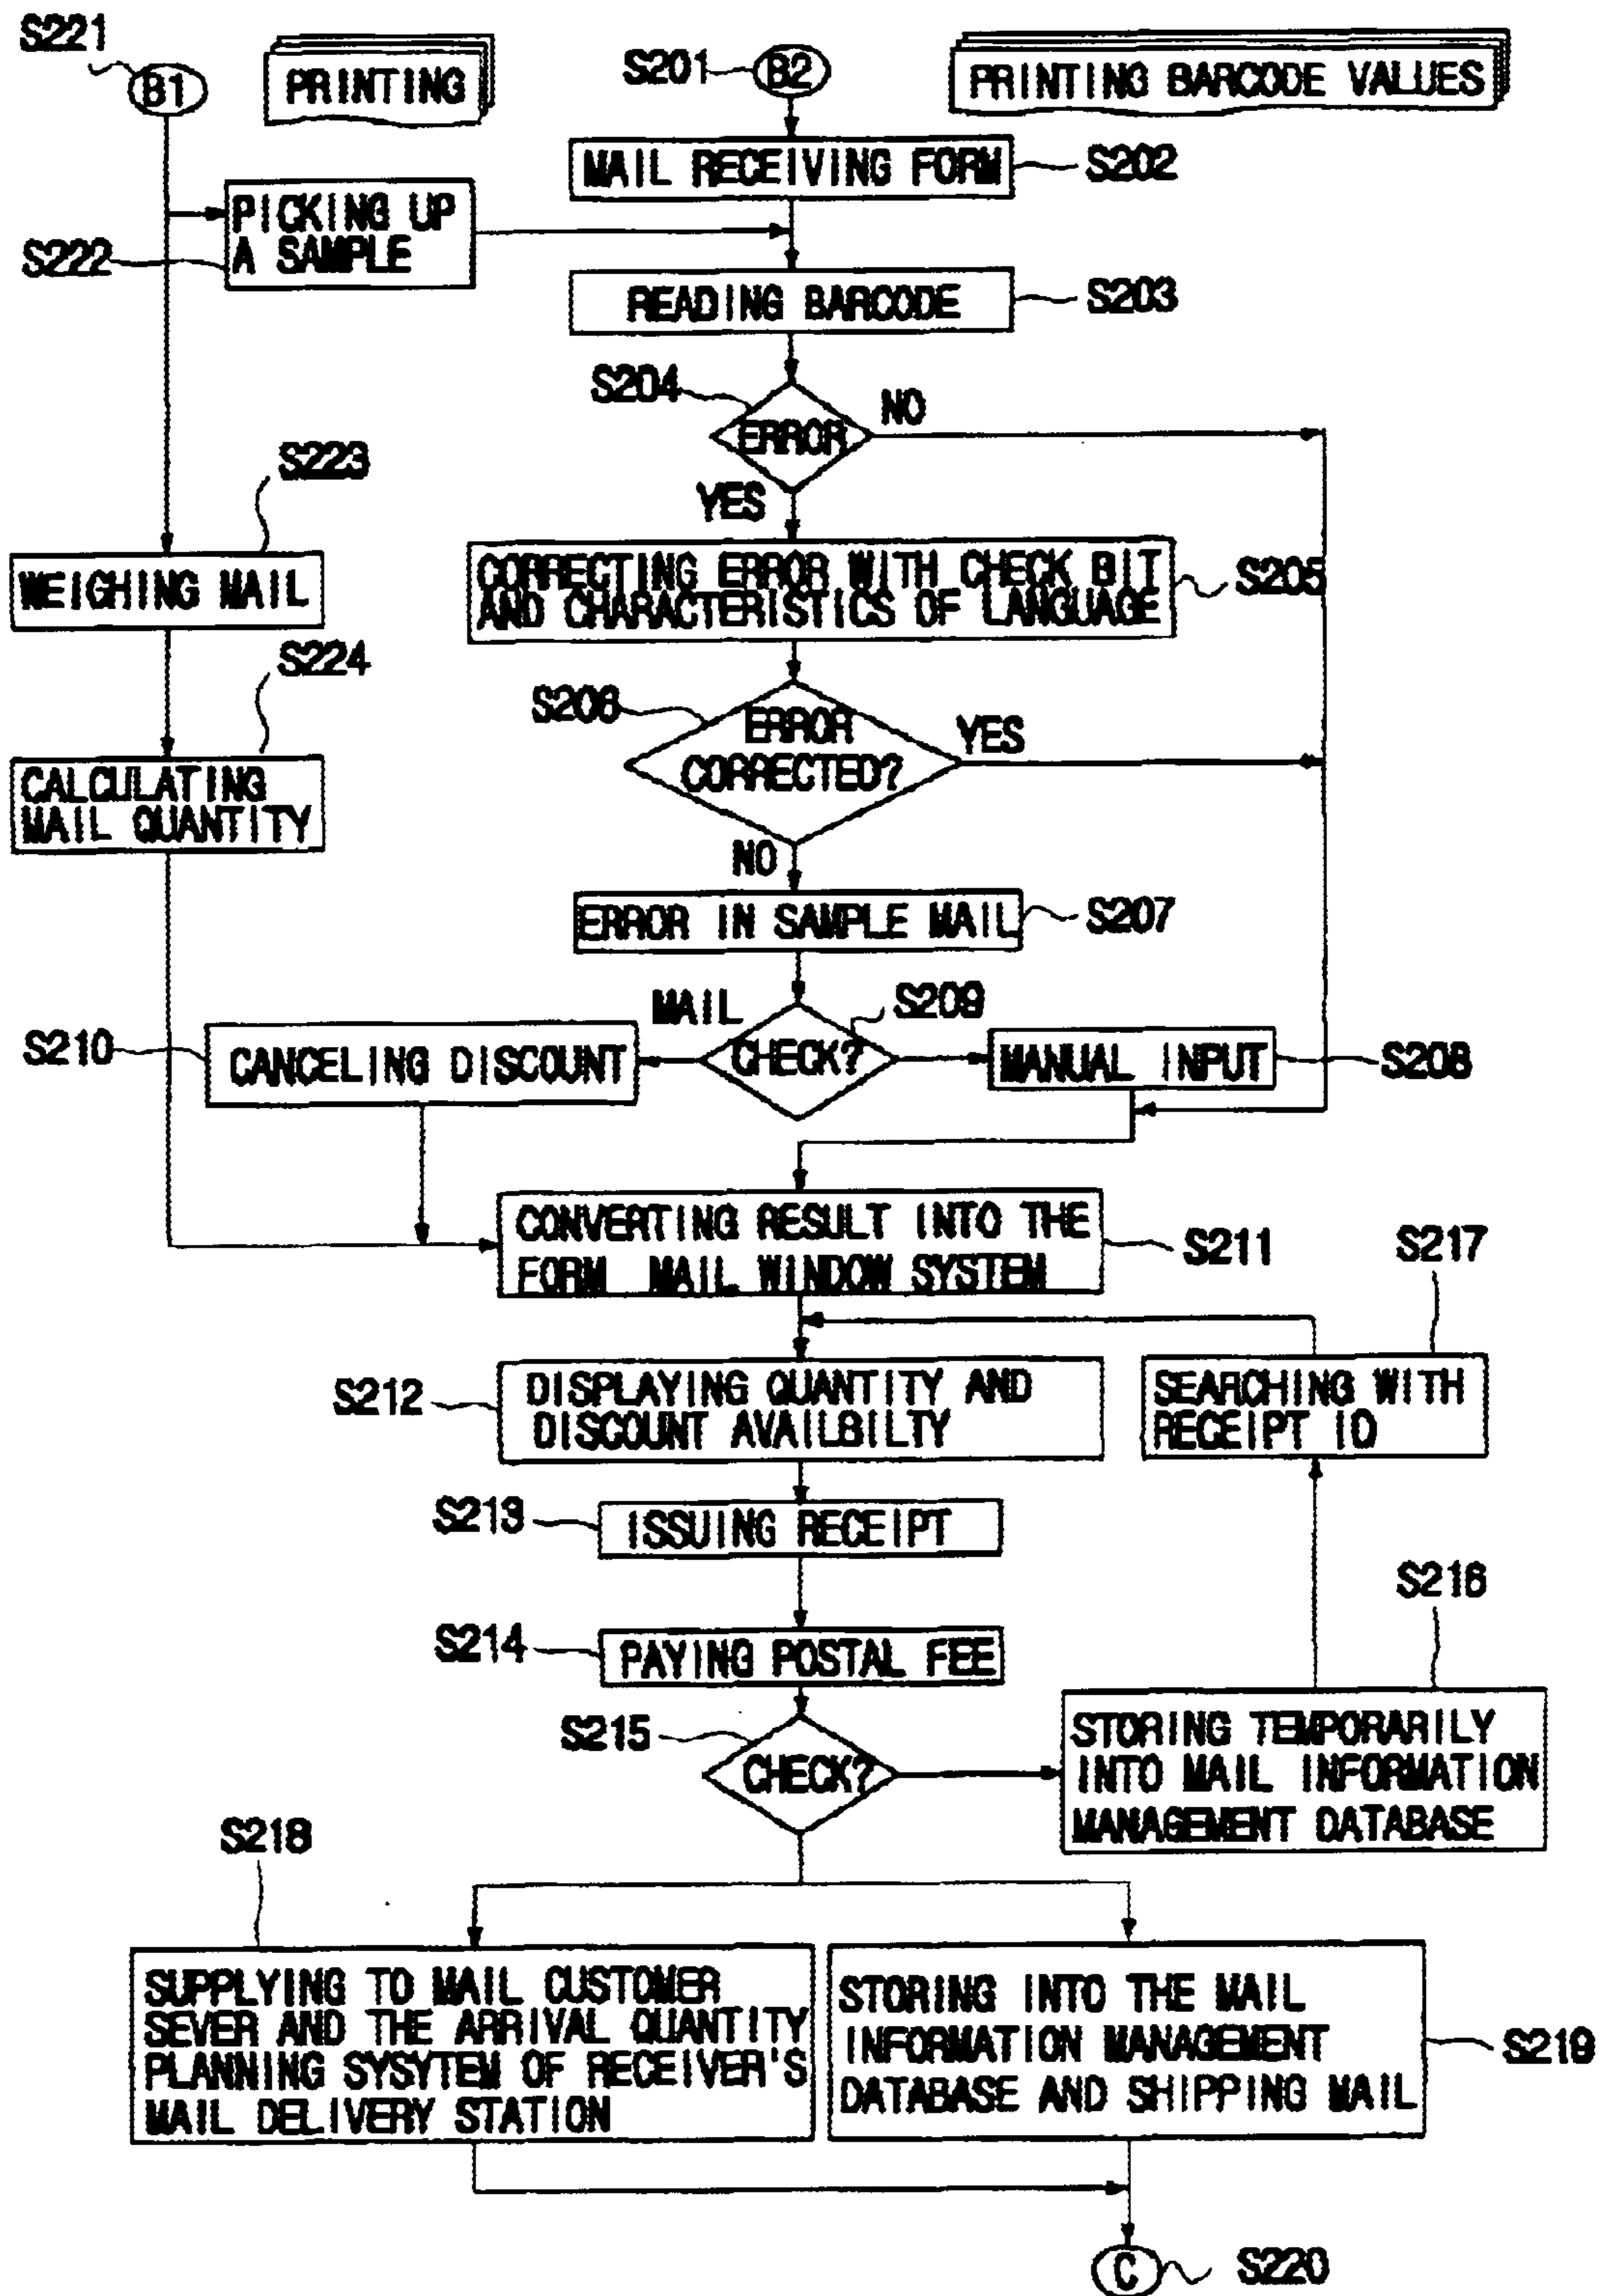 S221
B1
PRINTING
S201
B2
PRINTING BARCODE VALUES
MAIL RECEIVING FORM
S202
PICKING UP
A SAMPLE
S222
READING BARCODE
S203
S204
ERROR
NO
YES
S223
WEIGHING MAIL
CORRECTING ERROR WITH CHECK BIT
AND CHARACTERISTICS OF LANGUAGE
S205
S224
CALCULATING
MAIL QUANTITY
S206
ERROR
CORRECTED?
YES
NO
ERROR IN SAMPLE MAIL
S207
MAIL
S209
CHECK?
S210
CANCELING DISCOUNT
MANUAL INPUT
S208
CONVERTING RESULT INTO THE
FORM MAIL WINDOW SYSTEM
S211
S217
SEARCHING WITH
RECEIPT ID
S212
DISPLAYING QUANTITY AND
DISCOUNT AVAILBILTY
S213
ISSUING RECEIPT
S214
PAYING POSTAL FEE
S216
S215
CHECK?
STORING TEMPORARILY
INTO MAIL INFORMATION
MANAGEMENT DATABASE
S218
SUPPLYING TO MAIL CUSTOMER
SEVER AND THE ARRIVAL QUANTITY
PLANNING SYSYTEM OF RECEIVER'S
MAIL DELIVERY STATION
STORING INTO THE MAIL
INFORMATION MANAGEMENT
DATABASE AND SHIPPING MAIL
S219
C
S220